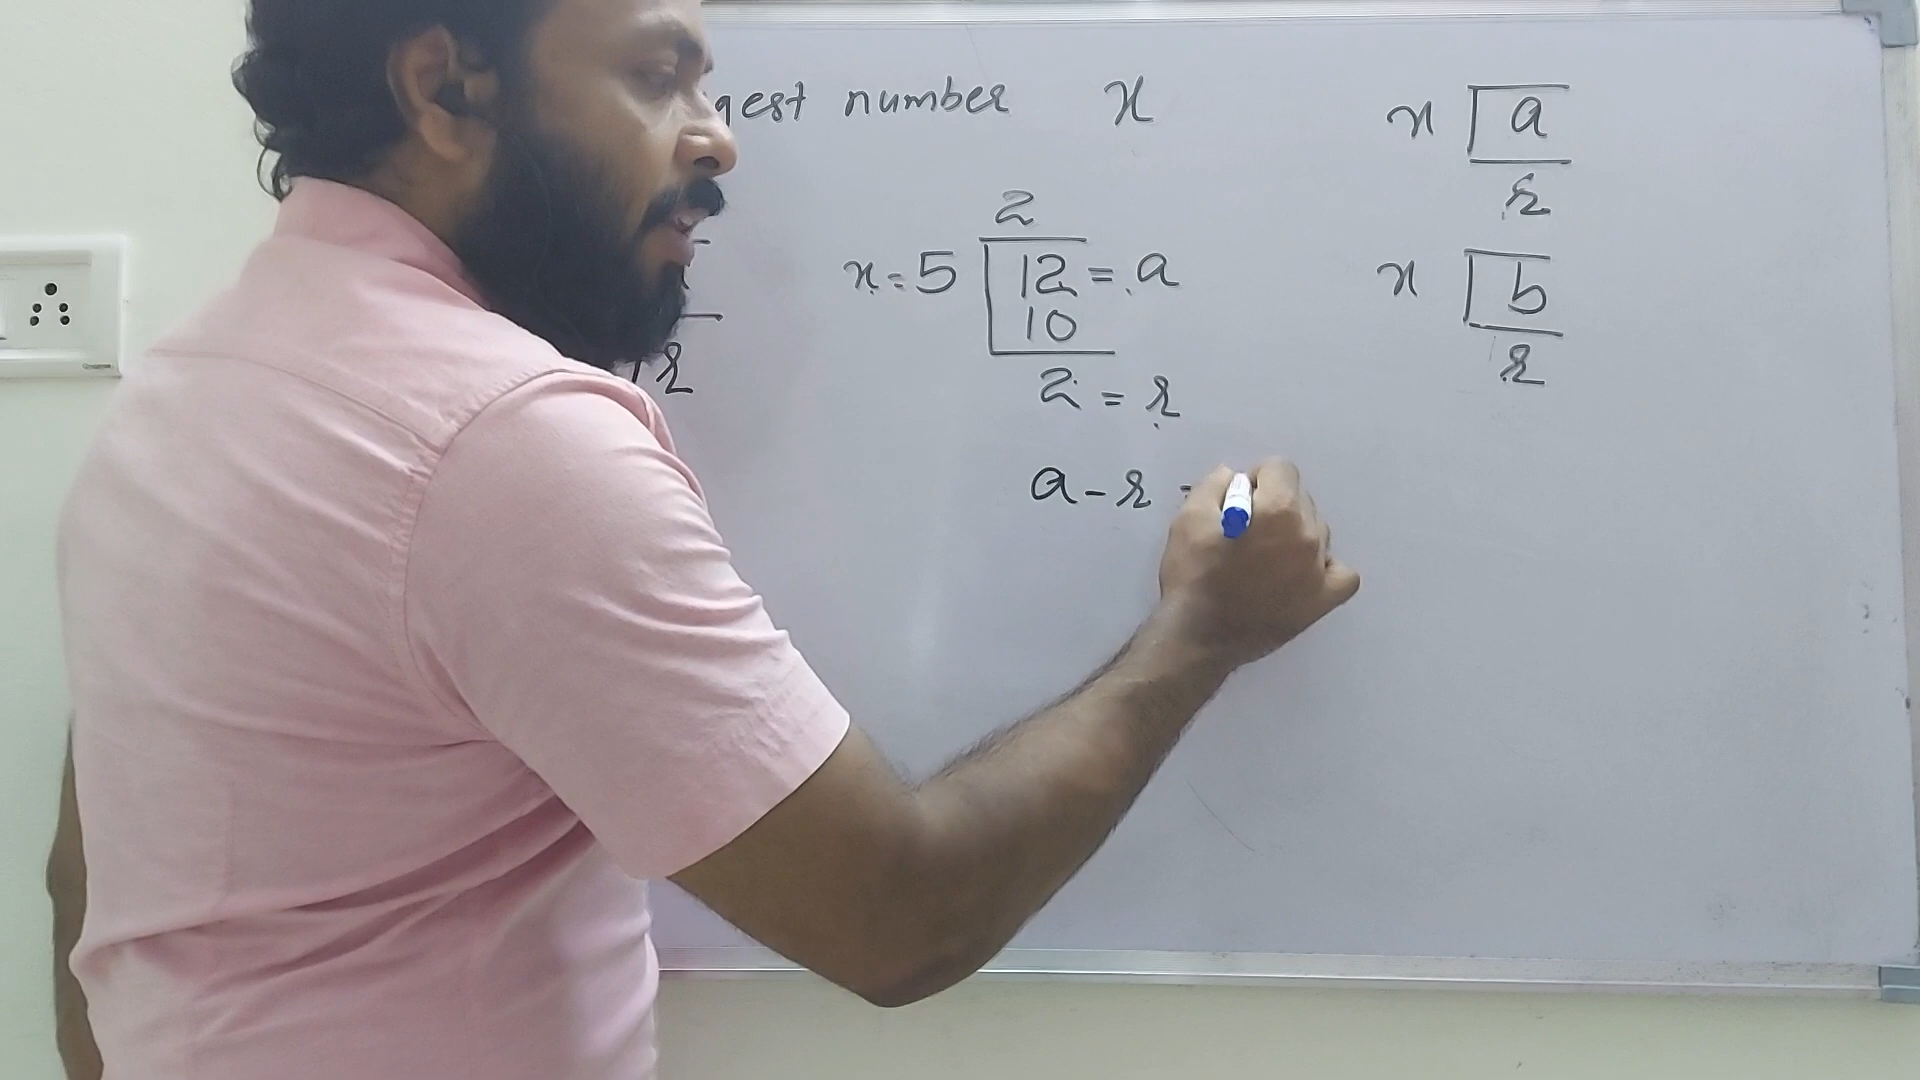 gest number x
x a
r
2
x = 5 12 = a
10
2 = r
x b
r
r
a - r =